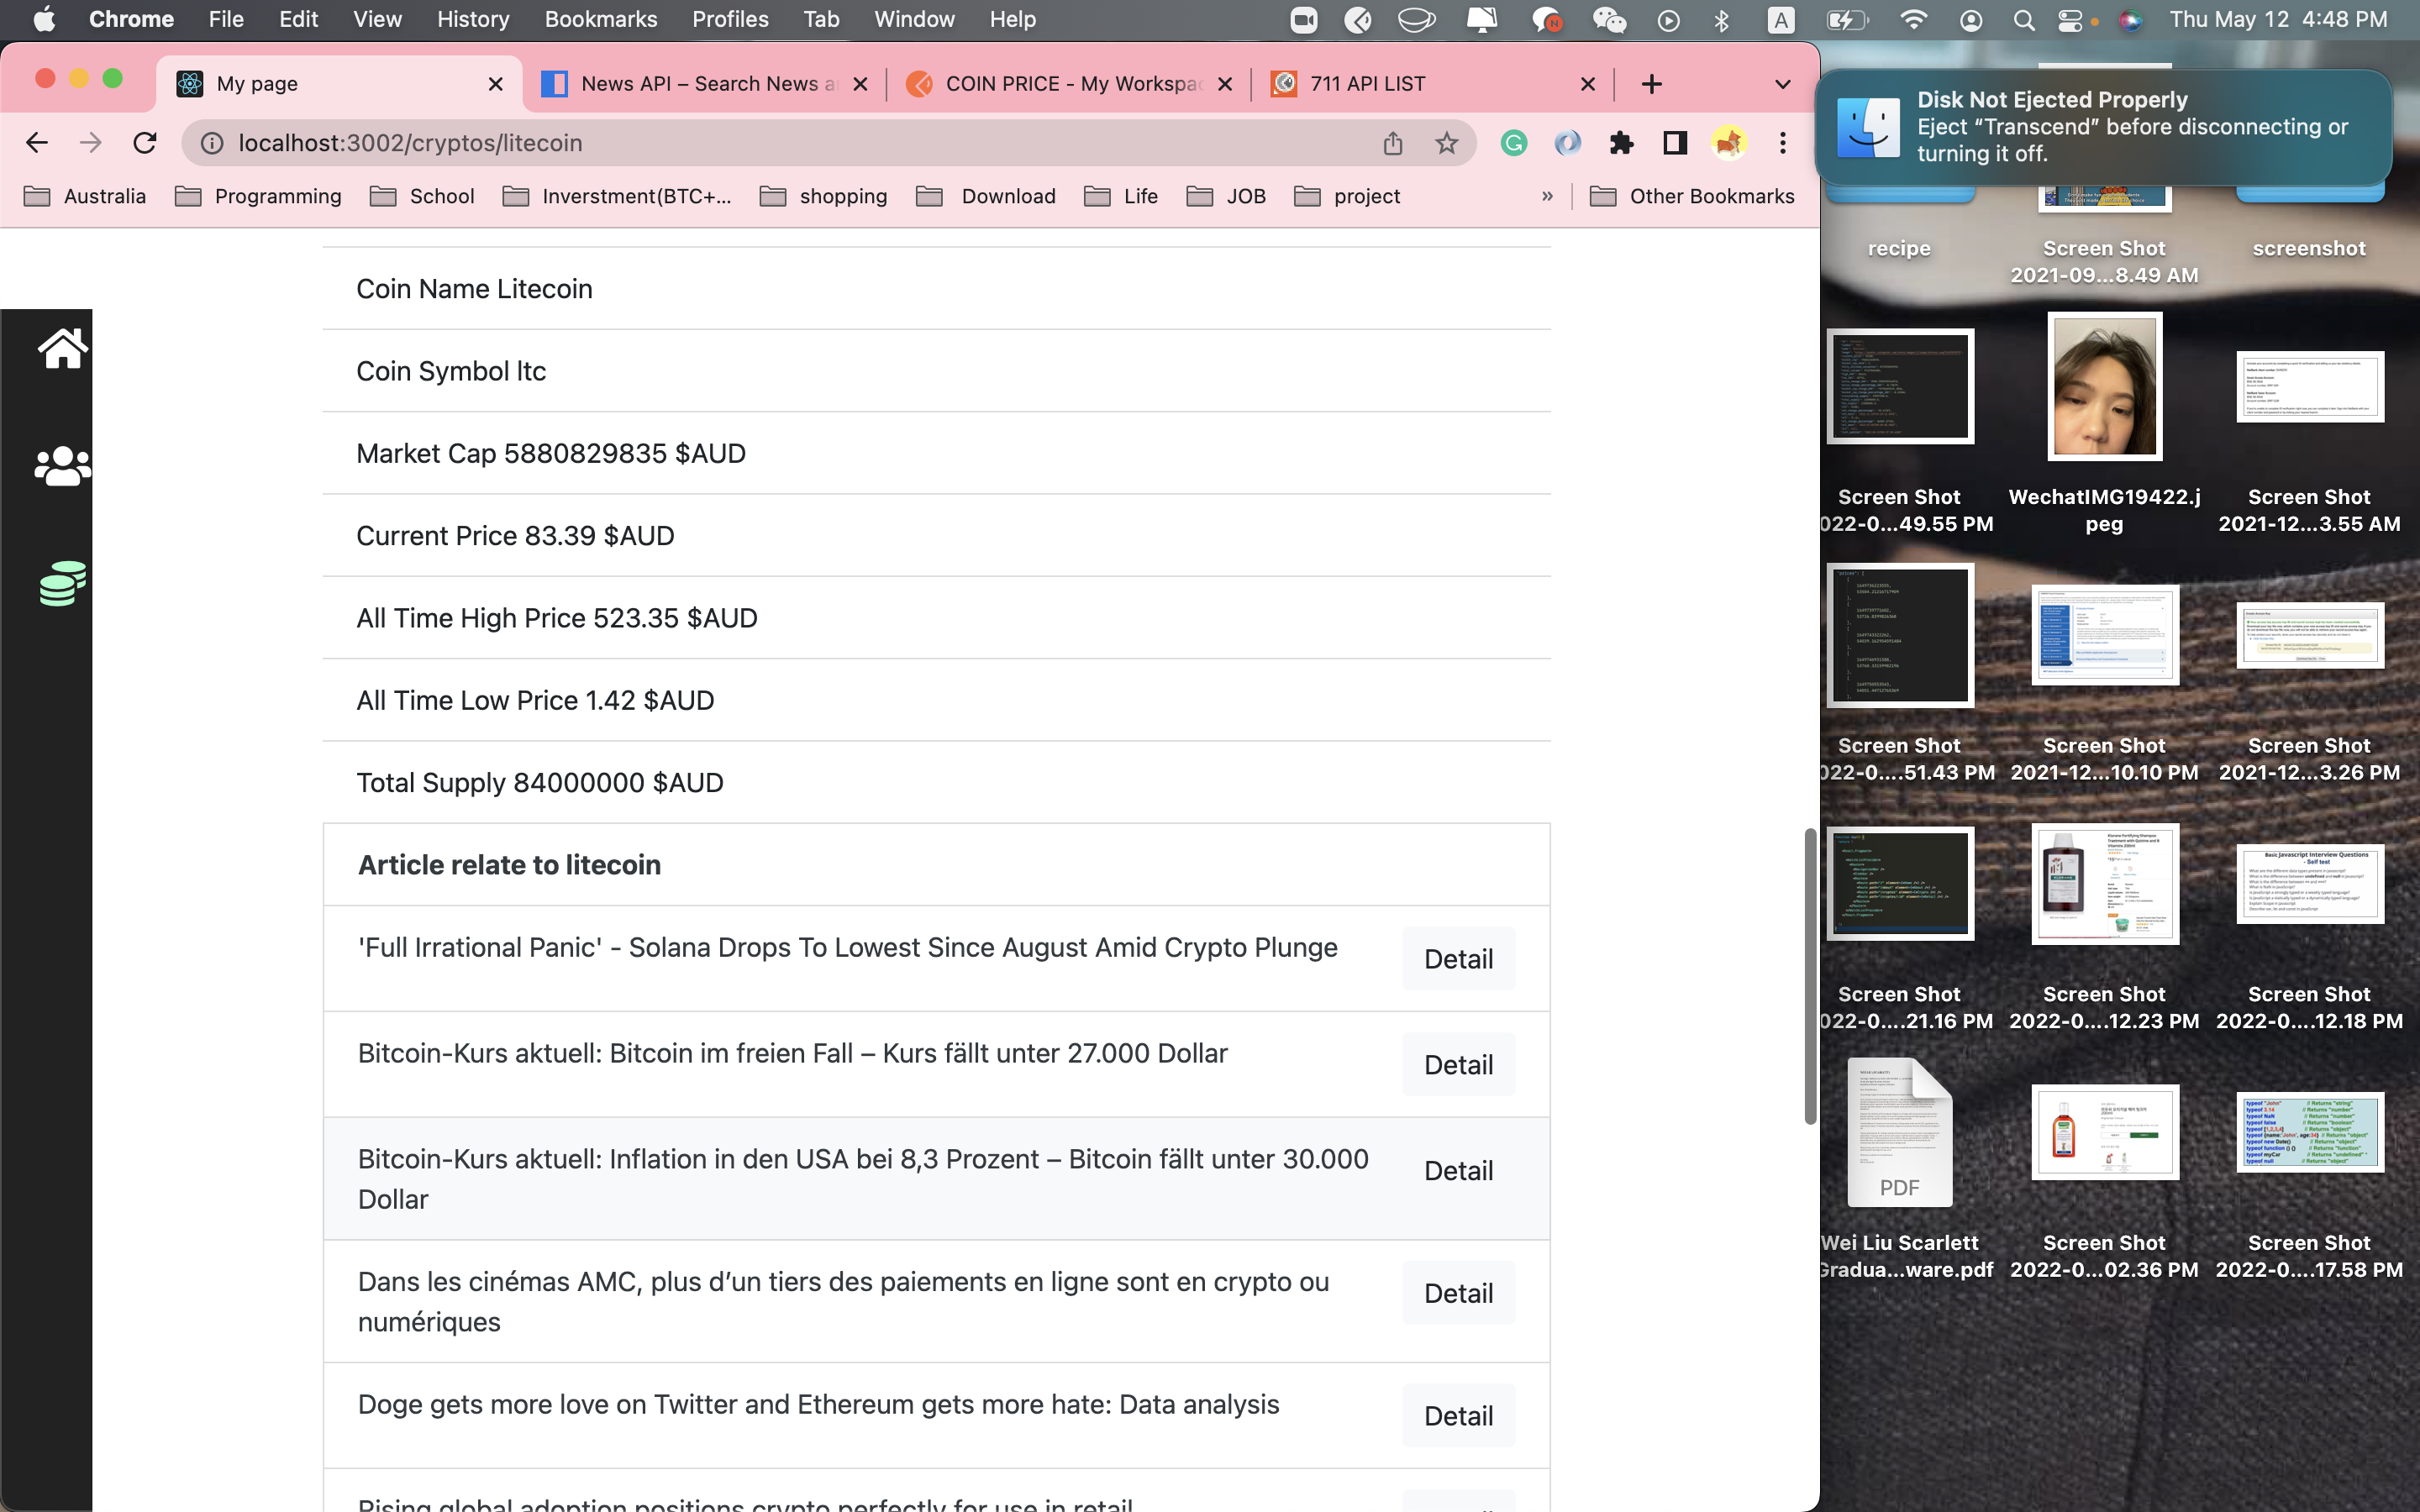 Chrome File Edit View History Bookmarks Profiles Tab Window Help
A
Thu May 12 4:48 PM
My page
News API – Search News a
COIN PRICE - My Workspac
711 API LIST
localhost:3002/cryptos/litecoin
Australia
Programming
School
Inverstment(BTC+...
shopping
Download
Life
JOB
project
»
Other Bookmarks
Disk Not Ejected Properly
Eject “Transcend” before disconnecting or
turning it off.
Coin Name Litecoin
Coin Symbol ltc
Market Cap 5880829835 $AUD
Current Price 83.39 $AUD
All Time High Price 523.35 $AUD
All Time Low Price 1.42 $AUD
Total Supply 84000000 $AUD
Article relate to litecoin
'Full Irrational Panic' - Solana Drops To Lowest Since August Amid Crypto Plunge
Detail
Bitcoin-Kurs aktuell: Bitcoin im freien Fall – Kurs fällt unter 27.000 Dollar
Detail
Bitcoin-Kurs aktuell: Inflation in den USA bei 8,3 Prozent – Bitcoin fällt unter 30.000
Dollar
Detail
Dans les cinémas AMC, plus d’un tiers des paiements en ligne sont en crypto ou
numériques
Detail
Doge gets more love on Twitter and Ethereum gets more hate: Data analysis
Detail
Rising global adoption positions crypto perfectly for use in retail
recipe
Screen Shot
2021-09...8.49 AM
screenshot
Screen Shot
022-0...49.55 PM
WechatIMG19422.j
peg
Screen Shot
2021-12...3.55 AM
Screen Shot
022-0....51.43 PM
Screen Shot
2021-12...10.10 PM
Screen Shot
2021-12...3.26 PM
Basic Javascript Interview Questions
- Self test
Screen Shot
022-0....21.16 PM
Screen Shot
2022-0....12.23 PM
Screen Shot
2022-0....12.18 PM
PDF
Wei Liu Scarlett
Gradua...ware.pdf
Screen Shot
2022-0...02.36 PM
Screen Shot
2022-0....17.58 PM